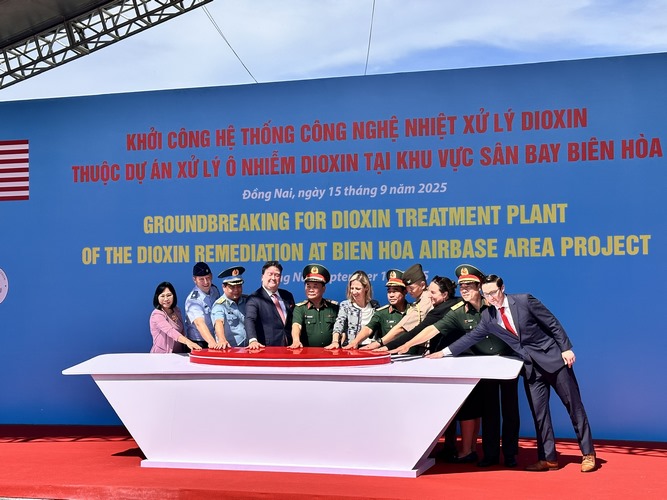 KHỞI CÔNG HỆ THỐNG CÔNG NGHỆ NHIỆT XỬ LÝ DIOXIN
THUỘC DỰ ÁN XỬ LÝ Ô NHIỄM DIOXIN TẠI KHU VỰC SÂN BAY BIÊN HÒA
Đồng Nai, ngày 15 tháng 9 năm 2025
GROUNDBREAKING FOR DIOXIN TREATMENT PLANT
OF THE DIOXIN REMEDIATION AT BIEN HOA AIRBASE AREA PROJECT